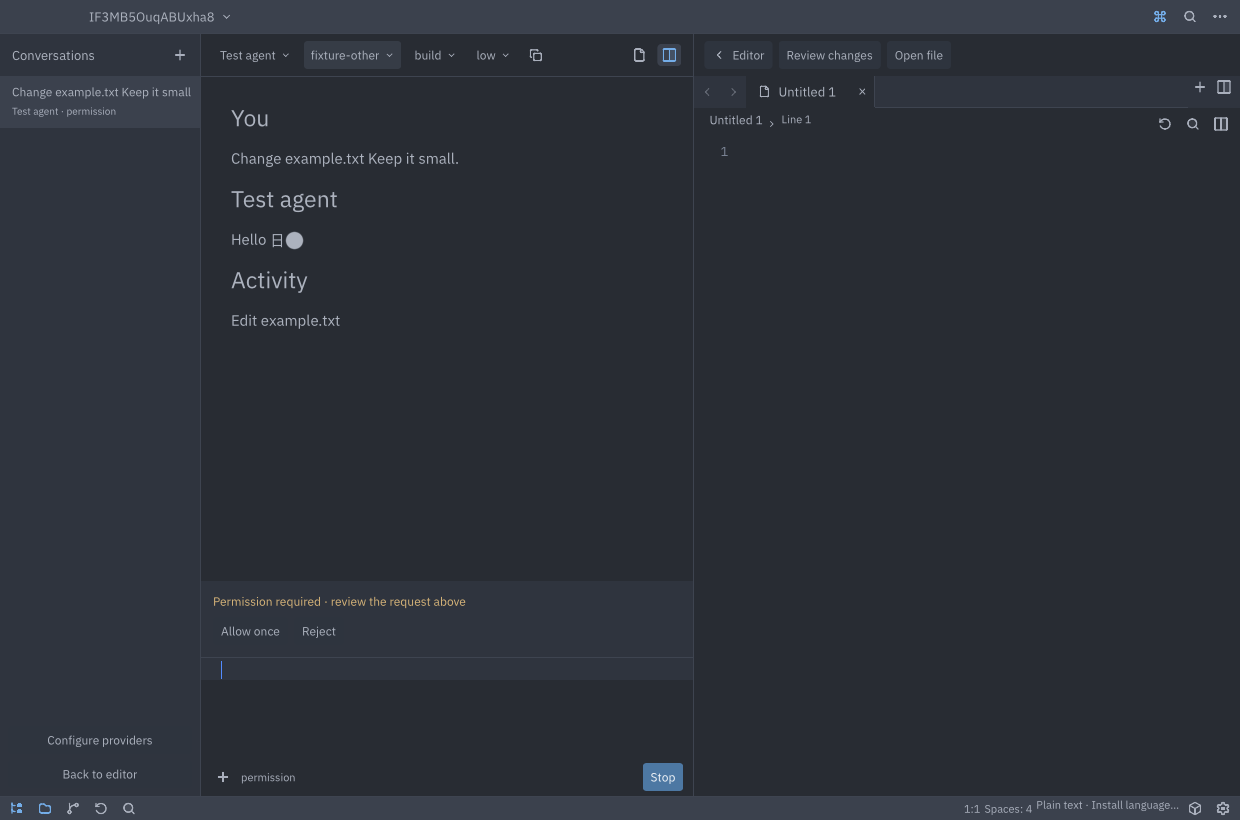 IF3MB5OuqABUxha8
Conversations
Change example.txt Keep it small
Test agent · permission
Configure providers
Back to editor
Test agent
fixture-other
build
low
You
Change example.txt Keep it small.
Test agent
Hello 日
Activity
Edit example.txt
Permission required · review the request above
Allow once
Reject
permission
Stop
Editor
Review changes
Open file
Untitled 1
Untitled 1 › Line 1
1
1:1 Spaces: 4 Plain text · Install language...